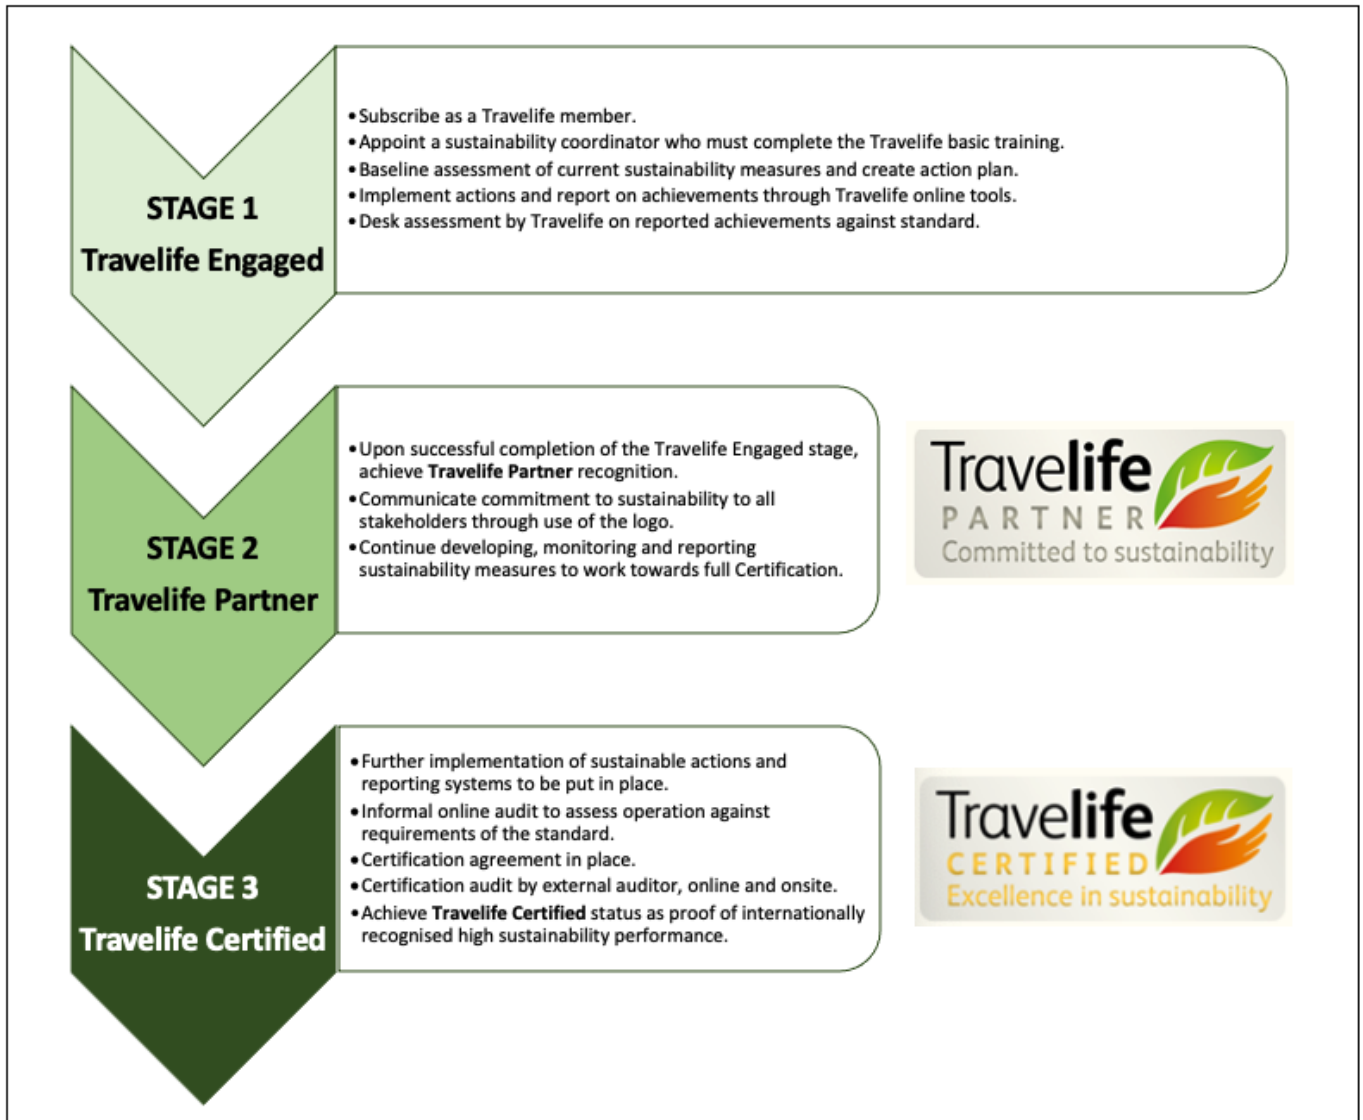 STAGE 1
Travelife Engaged
•Subscribe as a Travelife member.
•Appoint a sustainability coordinator who must complete the Travelife basic training.
•Baseline assessment of current sustainability measures and create action plan.
•Implement actions and report on achievements through Travelife online tools.
•Desk assessment by Travelife on reported achievements against standard.
STAGE 2
Travelife Partner
•Upon successful completion of the Travelife Engaged stage,
achieve Travelife Partner recognition.
•Communicate commitment to sustainability to all
stakeholders through use of the logo.
•Continue developing, monitoring and reporting
sustainability measures to work towards full Certification.
Travelife
PARTNER
Committed to sustainability
STAGE 3
Travelife Certified
•Further implementation of sustainable actions and
reporting systems to be put in place.
•Informal online audit to assess operation against
requirements of the standard.
•Certification agreement in place.
•Certification audit by external auditor, online and onsite.
•Achieve Travelife Certified status as proof of internationally
recognised high sustainability performance.
Travelife
CERTIFIED
Excellence in sustainability